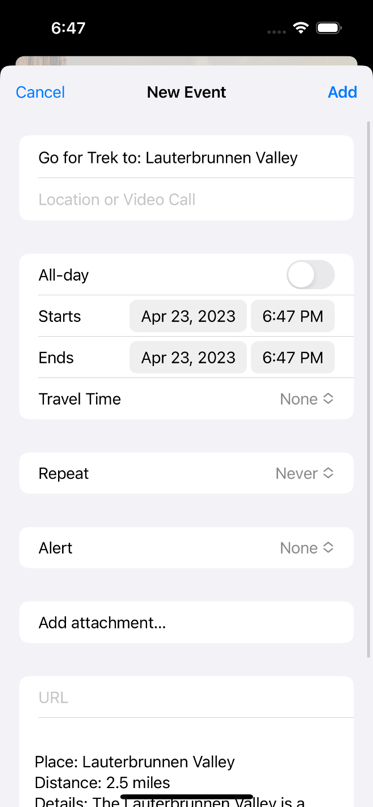 6:47
Cancel New Event Add
Go for Trek to: Lauterbrunnen Valley
Location or Video Call
All-day
Starts Apr 23, 2023 6:47 PM
Ends Apr 23, 2023 6:47 PM
Travel Time None
Repeat Never
Alert None
Add attachment...
URL
Place: Lauterbrunnen Valley
Distance: 2.5 miles
Details: The Lauterbrunnen Valley is a